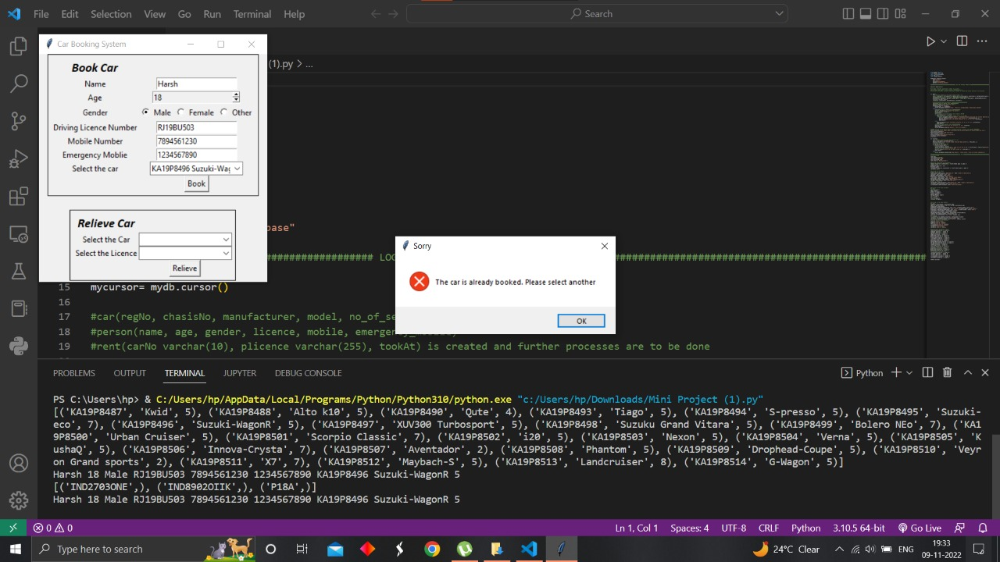 File Edit Selection View Go Run Terminal Help Search
Car Booking System
(1).py > ...
Book Car
Name Harsh
Age 18
Gender Male Female Other
Driving Licence Number RJ19BU503
Mobile Number 7894561230
Emergency Moblie 1234567890
Select the car KA19P8496 Suzuki-Wag
Book
Relieve Car
Select the Car
Select the Licence
Relieve
base"
################# LOG
##################################################
Sorry
The car is already booked. Please select another
OK
15 mycursor= mydb.cursor()
16
17 #car(regNo, chasisNo, manufacturer, model, no_of_se
18 #person(name, age, gender, licence, mobile, emergency_mobile)
19 #rent(carNo varchar(10), plicence varchar(255), tookAt) is created and further processes are to be done
PROBLEMS OUTPUT TERMINAL JUPYTER DEBUG CONSOLE Python
PS C:\Users\hp> & C:/Users/hp/AppData/Local/Programs/Python/Python310/python.exe "c:/Users/hp/Downloads/Mini Project (1).py"
[('KA19P8487', 'Kwid', 5), ('KA19P8488', 'Alto k10', 5), ('KA19P8490', 'Qute', 4), ('KA19P8493', 'Tiago', 5), ('KA19P8494', 'S-presso', 5), ('KA19P8495', 'Suzuki-
eco', 7), ('KA19P8496', 'Suzuki-WagonR', 5), ('KA19P8497', 'XUV300 Turbosport', 5), ('KA19P8498', 'Suzuku Grand Vitara', 5), ('KA19P8499', 'Bolero NEo', 7), ('KA1
9P8500', 'Urban Cruiser', 5), ('KA19P8501', 'Scorpio Classic', 7), ('KA19P8502', 'i20', 5), ('KA19P8503', 'Nexon', 5), ('KA19P8504', 'Verna', 5), ('KA19P8505', 'K
ushaQ', 5), ('KA19P8506', 'Innova-Crysta', 7), ('KA19P8507', 'Aventador', 2), ('KA19P8508', 'Phantom', 5), ('KA19P8509', 'Drophead-Coupe', 5), ('KA19P8510', 'Veyr
on Grand sports', 2), ('KA19P8511', 'X7', 7), ('KA19P8512', 'Maybach-S', 5), ('KA19P8513', 'Landcruiser', 8), ('KA19P8514', 'G-Wagon', 5)]
Harsh 18 Male RJ19BU503 7894561230 1234567890 KA19P8496 Suzuki-WagonR 5
[('IND2703ONE',), ('IND8902OIIK',), ('P18A',)]
Harsh 18 Male RJ19BU503 7894561230 1234567890 KA19P8496 Suzuki-WagonR 5
0 0 Ln 1, Col 1 Spaces: 4 UTF-8 CRLF Python 3.10.5 64-bit Go Live
Type here to search 24°C Clear ENG 19:33
09-11-2022